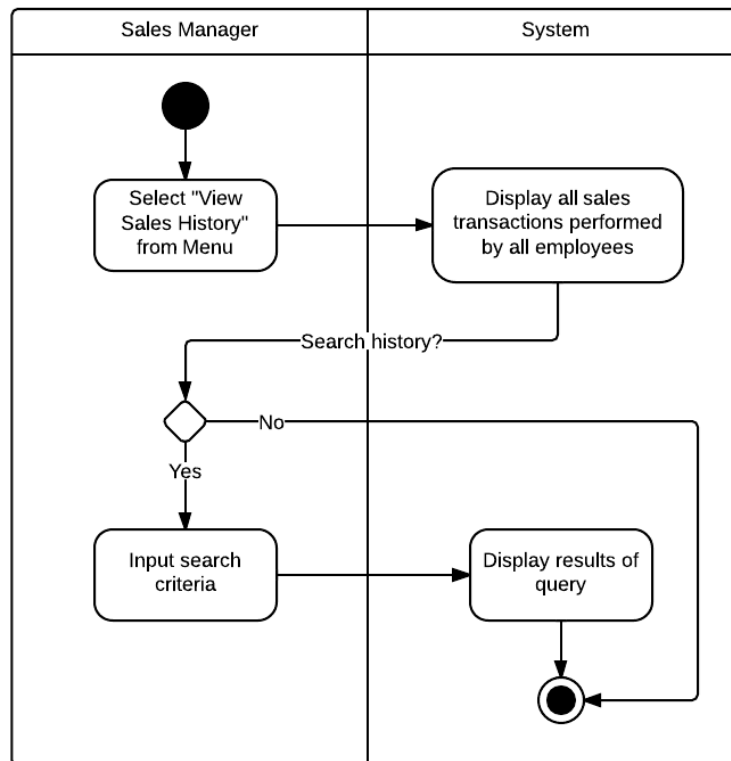 Sales Manager
System
Select "View
Sales History"
from Menu
Display all sales
transactions performed
by all employees
Search history?
No
Yes
Input search
criteria
Display results of
query